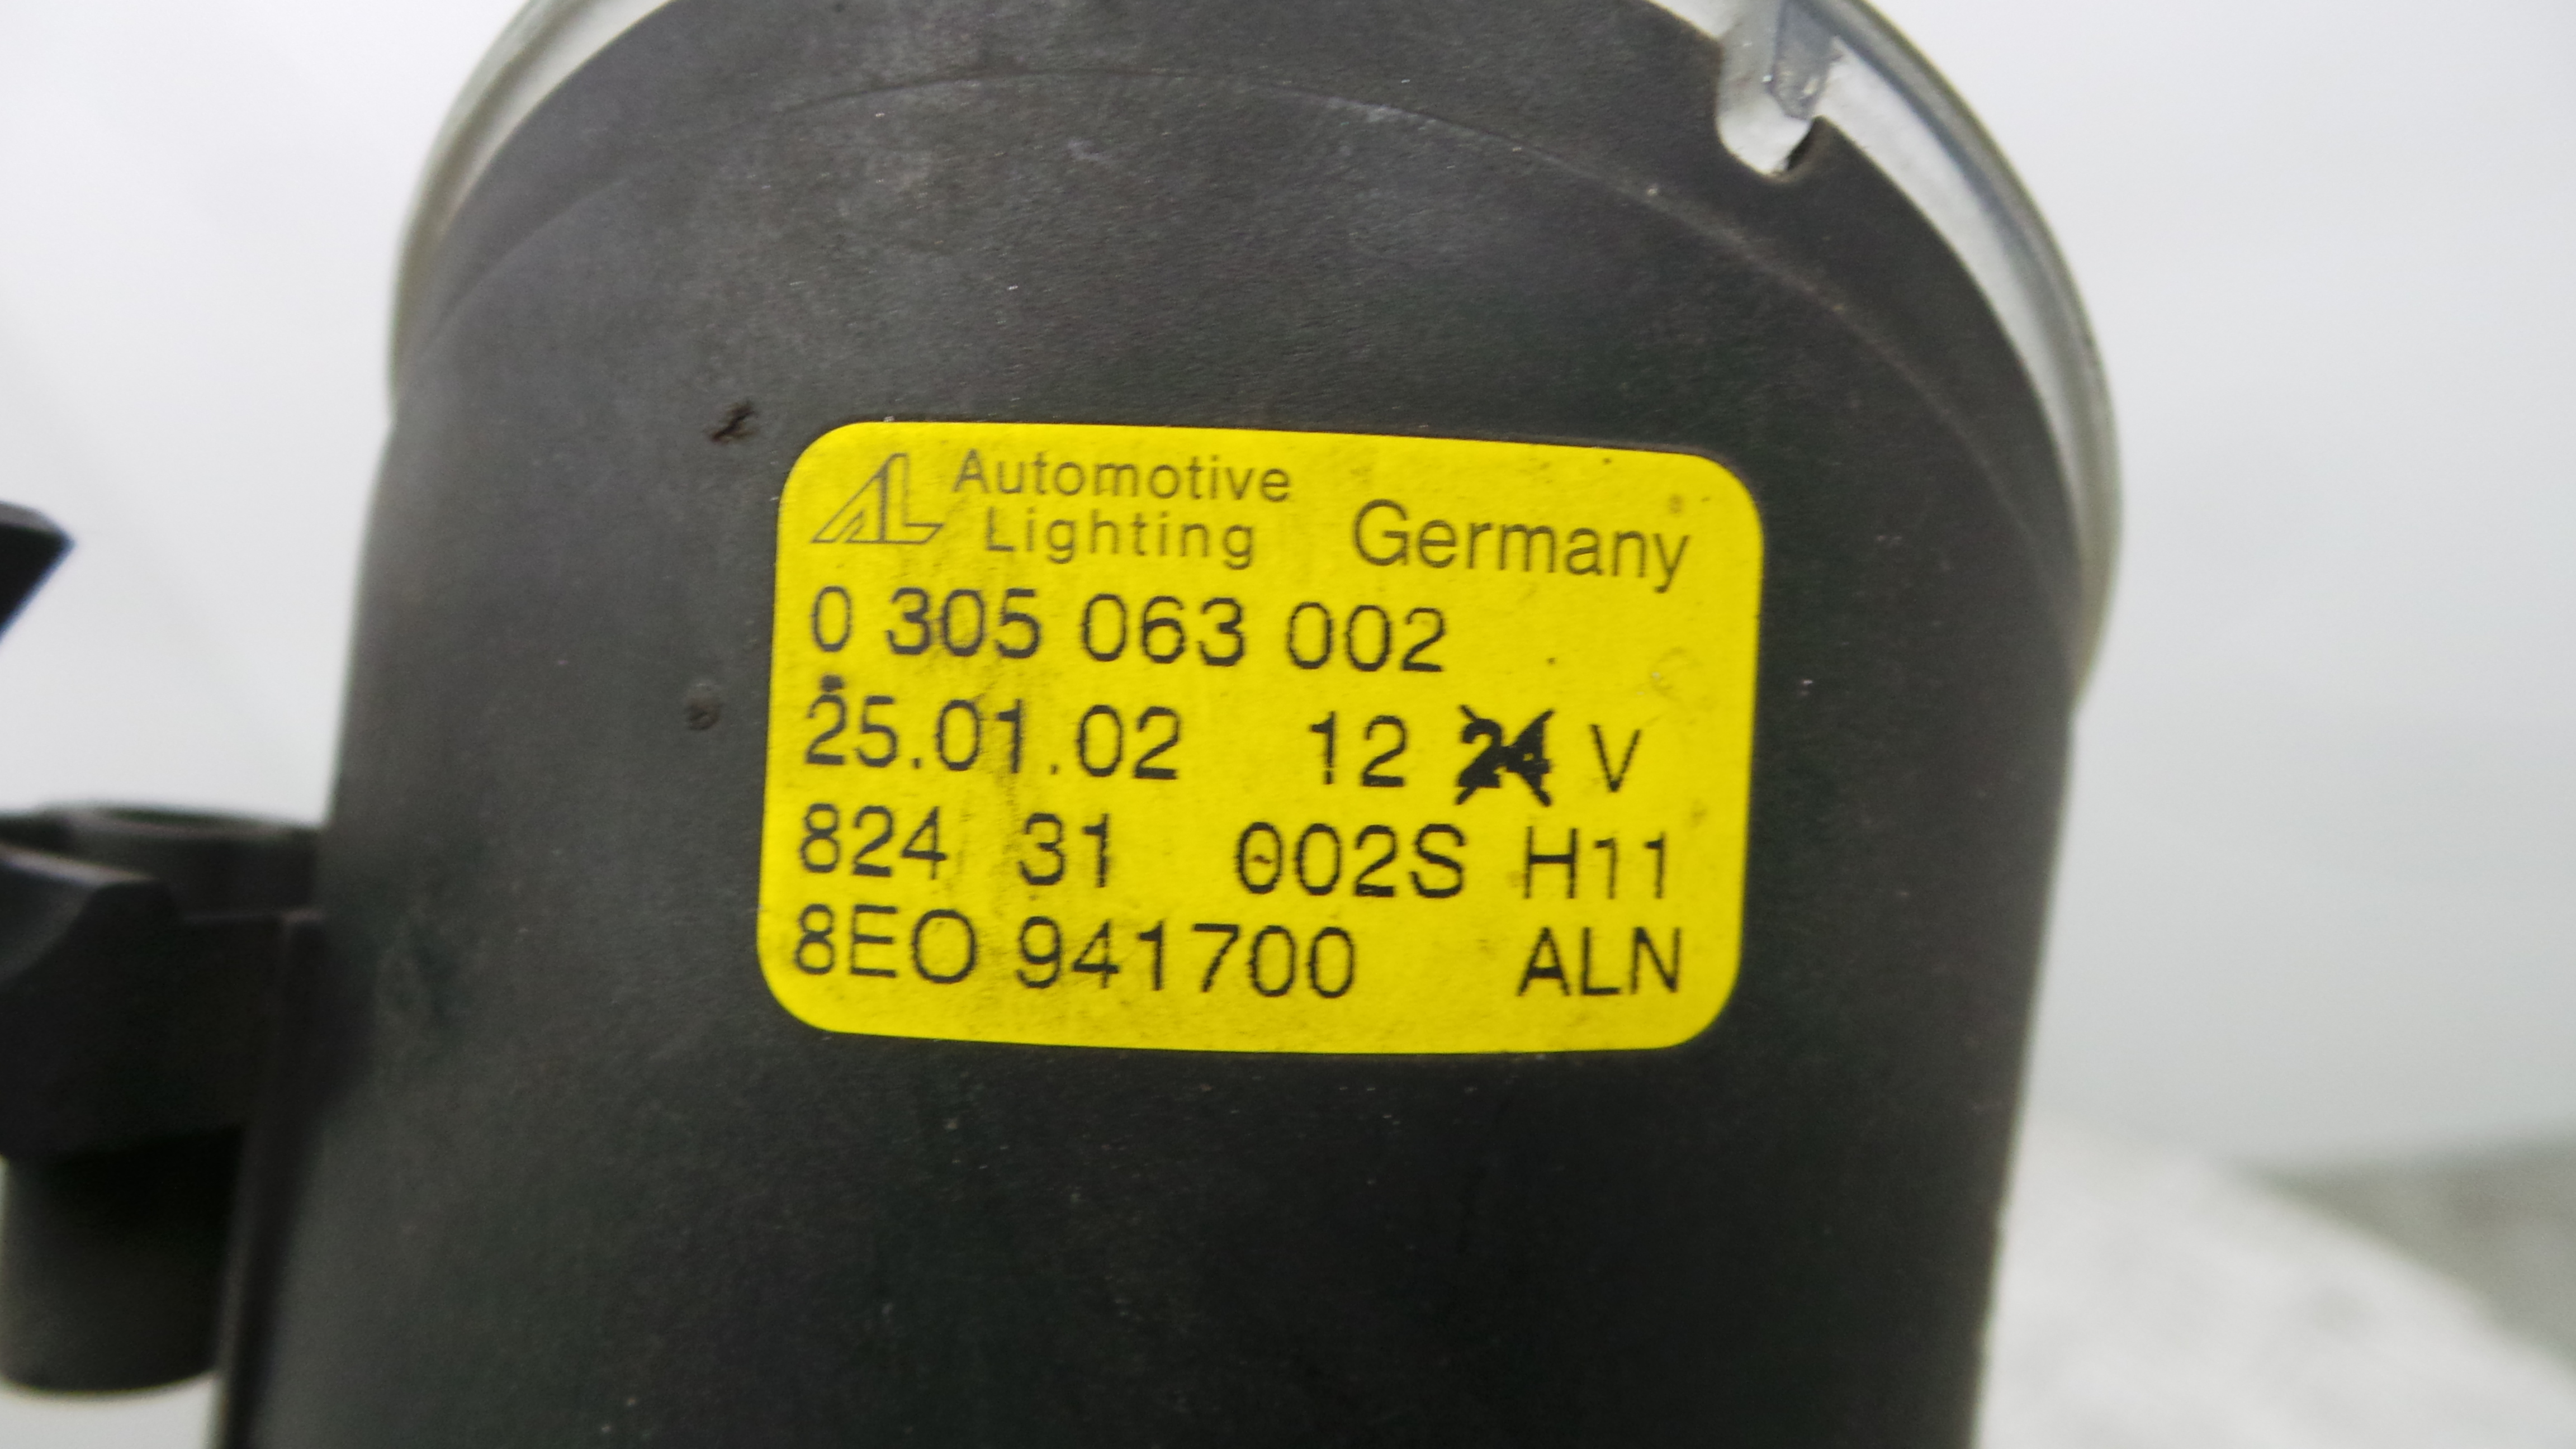 AL Automotive Lighting Germany
0 305 063 002
25.01.02 12 24 V
824 31 002S H11
8EO 941700 ALN